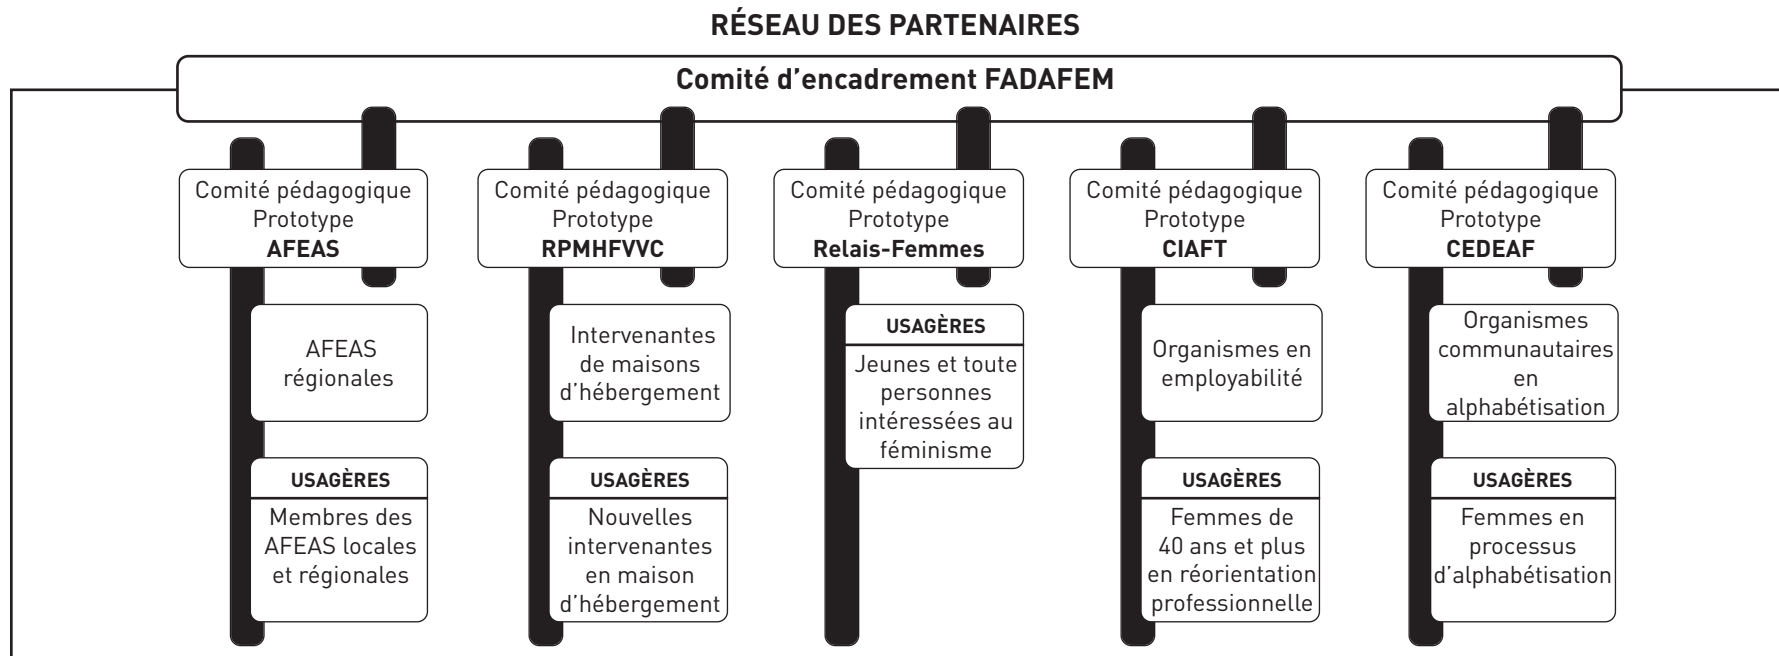 RÉSEAU DES PARTENAIRES
Comité d’encadrement FADAFEM
Comité pédagogique
Prototype
AFEAS
Comité pédagogique
Prototype
RPMHFVVC
Comité pédagogique
Prototype
Relais-Femmes
Comité pédagogique
Prototype
CIAFT
Comité pédagogique
Prototype
CEDEAF
AFEAS
régionales
Intervenantes
de maisons
d’hébergement
USAGÈRES
Jeunes et toute
personnes
intéressées au
féminisme
Organismes en
employabilité
Organismes
communautaires
en
alphabétisation
USAGÈRES
Membres des
AFEAS locales
et régionales
USAGÈRES
Nouvelles
intervenantes
en maison
d’hébergement
USAGÈRES
Femmes de
40 ans et plus
en réorientation
professionnelle
USAGÈRES
Femmes en
processus
d’alphabétisation